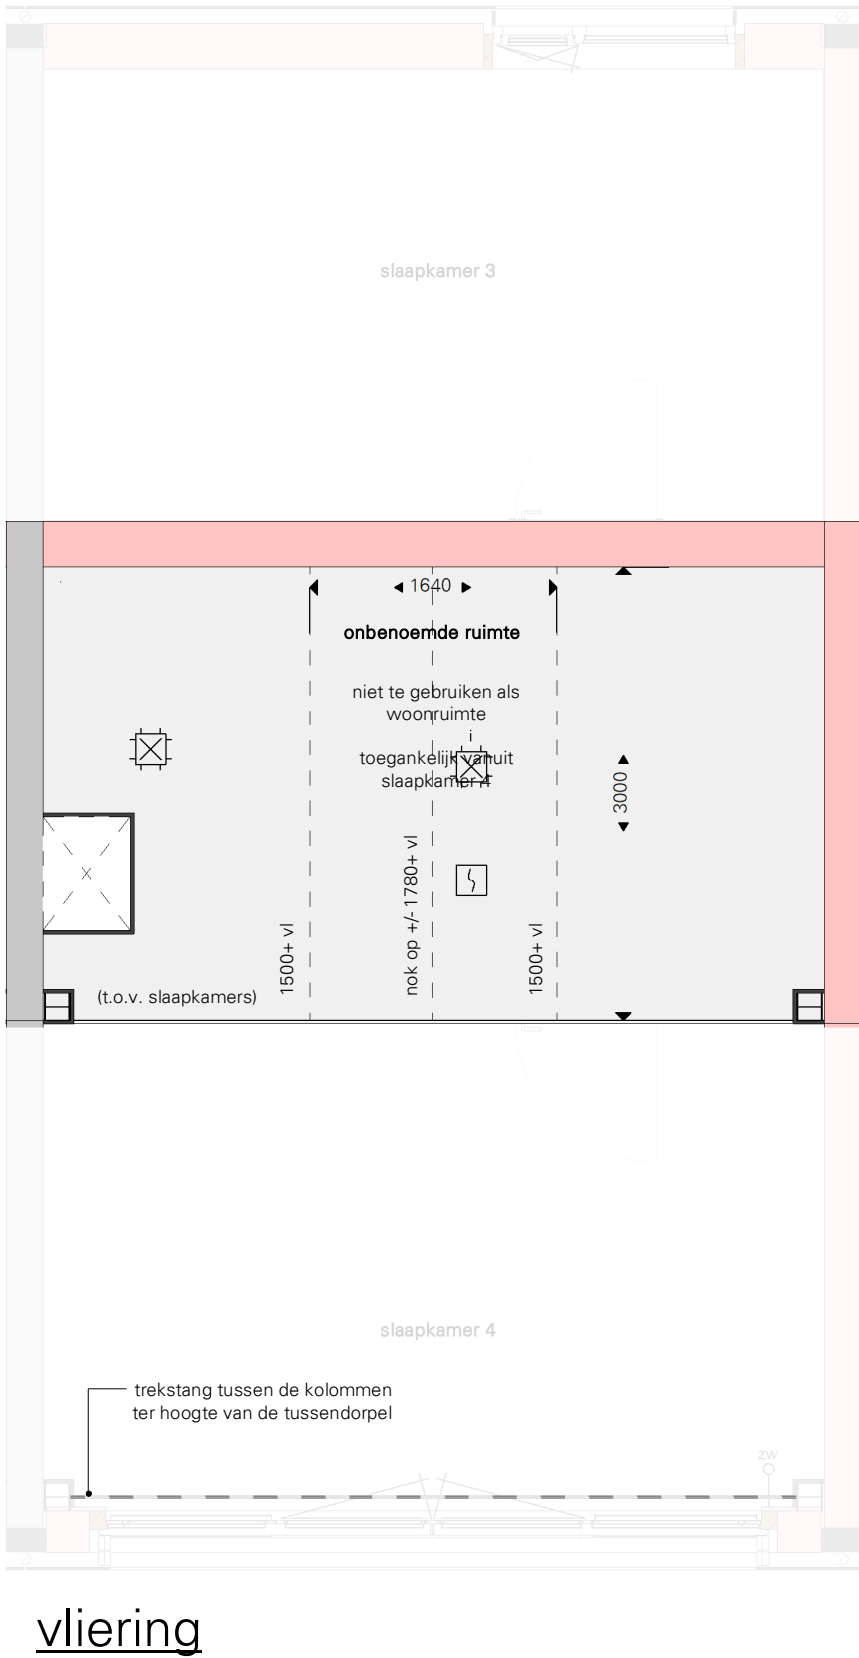 slaapkamer 3
1640
onbenoemde ruimte
niet te gebruiken als
woonruimte
i
toegankelijk vanuit
slaapkamer 4
3000
1500+ vl
nok op +/-1780+ vl
1500+ vl
(t.o.v. slaapkamers)
slaapkamer 4
trekstang tussen de kolommen
ter hoogte van de tussendorpel
ZW
vliering